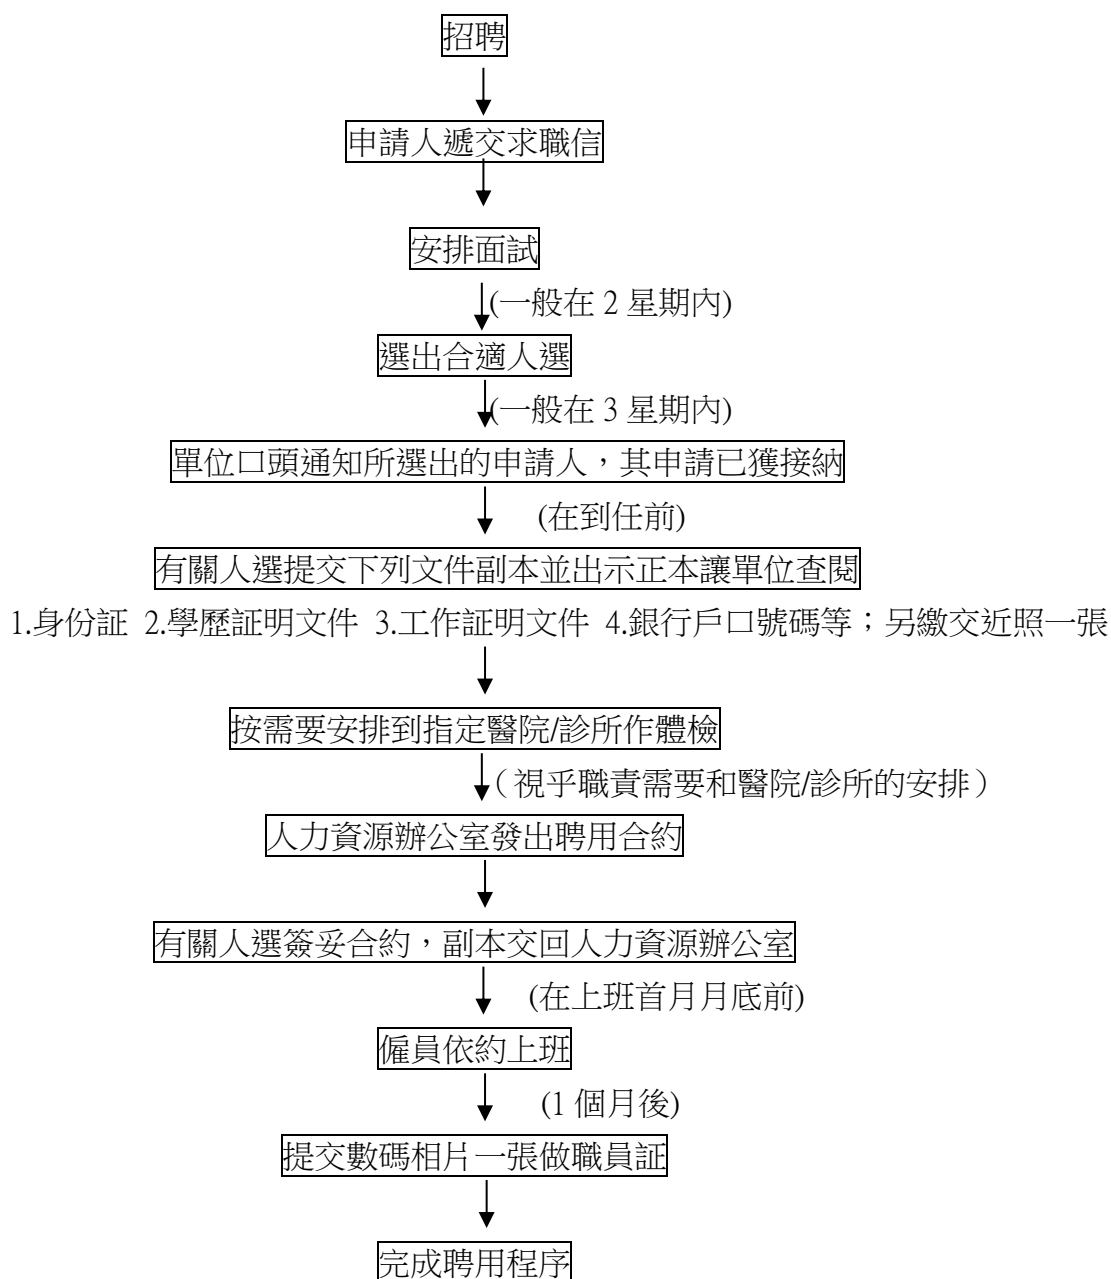 招聘
申請人遞交求職信
安排面試
(一般在 2 星期內)
選出合適人選
(一般在 3 星期內)
單位口頭通知所選出的申請人，其申請已獲接納
(在到任前)
有關人選提交下列文件副本並出示正本讓單位查閱
1.身份証 2.學歷証明文件 3.工作証明文件 4.銀行戶口號碼等；另繳交近照一張
按需要安排到指定醫院/診所作體檢
（視乎職責需要和醫院/診所的安排）
人力資源辦公室發出聘用合約
有關人選簽妥合約，副本交回人力資源辦公室
(在上班首月月底前)
僱員依約上班
(1 個月後)
提交數碼相片一張做職員証
完成聘用程序